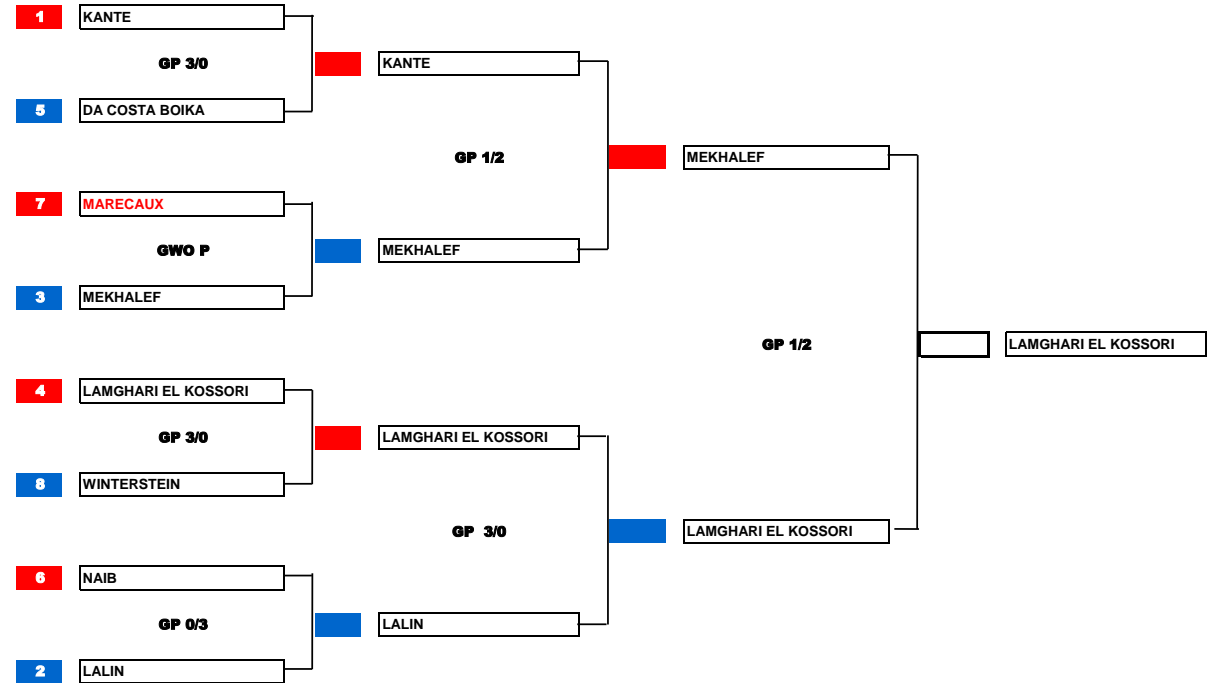 1 KANTE
GP 3/0
KANTE
5 DA COSTA BOIKA
GP 1/2
MEKHALEF
7 MARECAUX
GWO P
MEKHALEF
3 MEKHALEF
GP 1/2
LAMGHARI EL KOSSORI
4 LAMGHARI EL KOSSORI
GP 3/0
LAMGHARI EL KOSSORI
8 WINTERSTEIN
GP 3/0
LAMGHARI EL KOSSORI
6 NAIB
GP 0/3
LALIN
2 LALIN